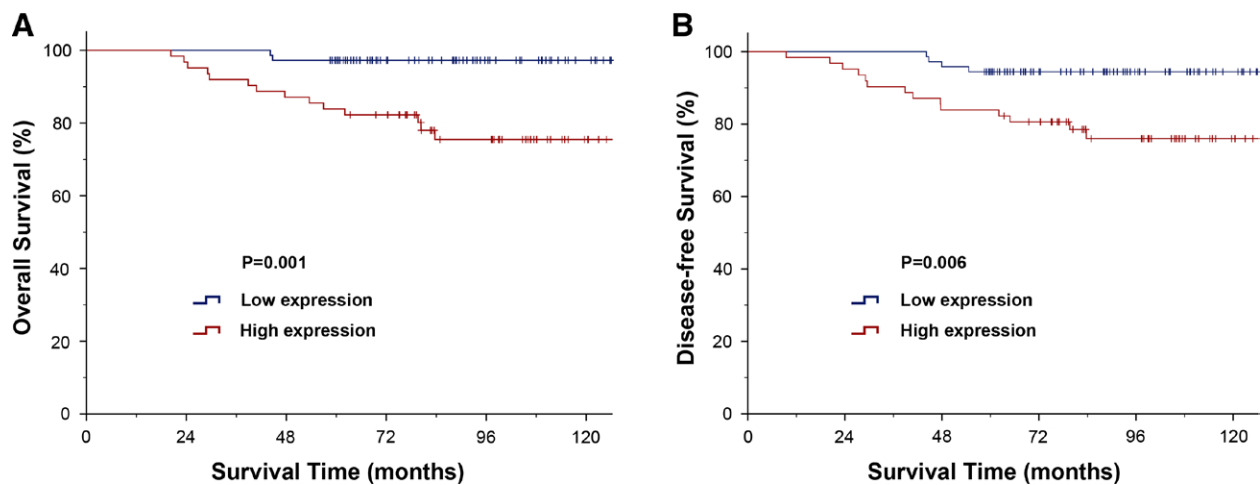 A
Overall Survival (%)
100
80
60
40
20
0
P=0.001
Low expression
High expression
0 24 48 72 96 120
Survival Time (months)
B
Disease-free Survival (%)
100
80
60
40
20
0
P=0.006
Low expression
High expression
0 24 48 72 96 120
Survival Time (months)